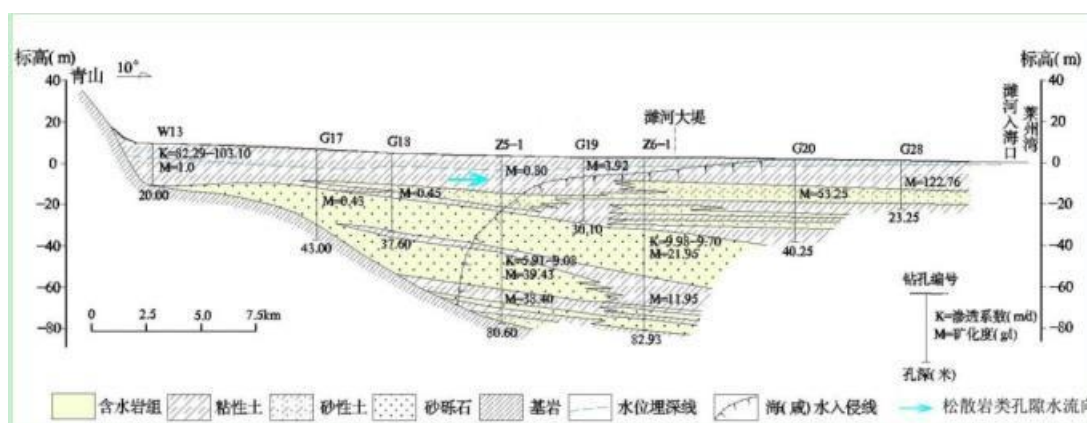 标高(m)
标高(m)
40
20
0
-20
-40
-60
-80
青山
10°
潍河大堤
潍河入海口
莱州湾
W13
G17
G18
Z5-1
G19
Z6-1
G20
G28
K=82.29-103.10
M=1.0
M=0.80
M=3.92
M=0.45
M=0.43
M=53.25
M=122.76
20.00
43.00
37.60
30.10
40.25
23.25
K=9.98-9.70
M=21.95
K=5.91-9.08
M=39.43
M=38.40
M=11.95
80.60
82.93
40
20
0
-20
-40
-60
-80
0 2.5 5.0 7.5km
钻孔编号
K=渗透系数(m/d)
M=矿化度(g/l)
孔深(米)
含水岩组 粘性土 砂性土 砂砾石 基岩 水位埋深线 海(咸)水入侵线 松散岩类孔隙水流向